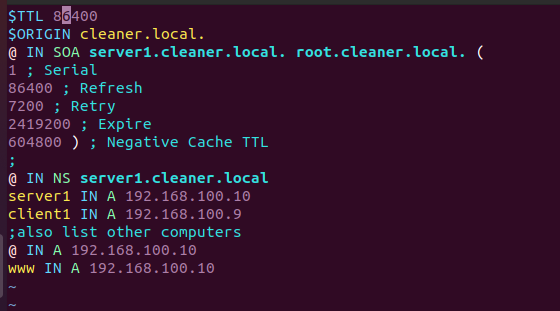 $TTL 86400
$ORIGIN cleaner.local.
@ IN SOA server1.cleaner.local. root.cleaner.local. (
1 ; Serial
86400 ; Refresh
7200 ; Retry
2419200 ; Expire
604800 ) ; Negative Cache TTL
;
@ IN NS server1.cleaner.local
server1 IN A 192.168.100.10
client1 IN A 192.168.100.9
;also list other computers
@ IN A 192.168.100.10
www IN A 192.168.100.10
~
~